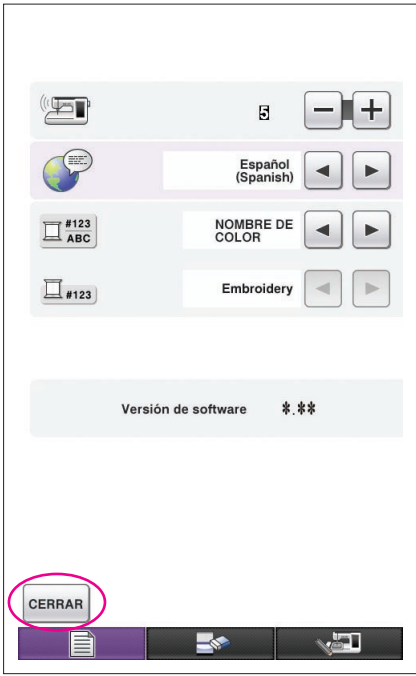 5
Español
(Spanish)
#123
ABC
NOMBRE DE
COLOR
#123
Embroidery
Versión de software *.**
CERRAR